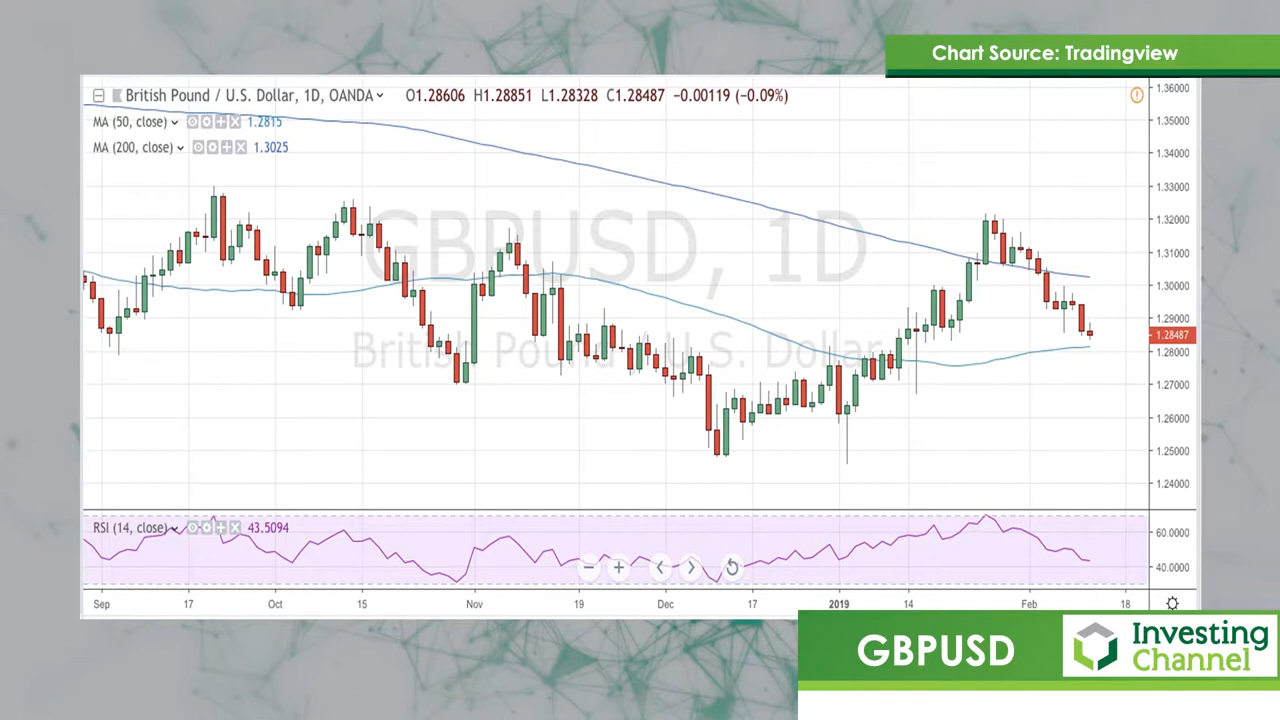 Chart Source: Tradingview
British Pound / U.S. Dollar, 1D, OANDA O1.28606 H1.28851 L1.28328 C1.28487 −0.00119 (−0.09%)
MA (50, close) 1.2815
MA (200, close) 1.3025
GBPUSD, 1D
British Pound / U.S. Dollar
1.36000
1.35000
1.34000
1.33000
1.32000
1.31000
1.30000
1.29000
1.28487
1.28000
1.27000
1.26000
1.25000
1.24000
RSI (14, close) 43.5094
60.0000
40.0000
Sep 17 Oct 15 Nov 19 Dec 17 2019 14 Feb 18
GBPUSD
Investing
Channel